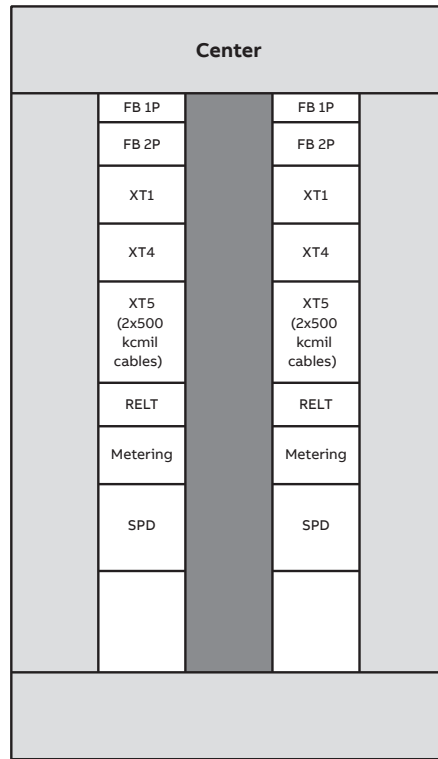 Center
FB 1P
FB 1P
FB 2P
FB 2P
XT1
XT1
XT4
XT4
XT5
(2x500
kcmil
cables)
XT5
(2x500
kcmil
cables)
RELT
RELT
Metering
Metering
SPD
SPD